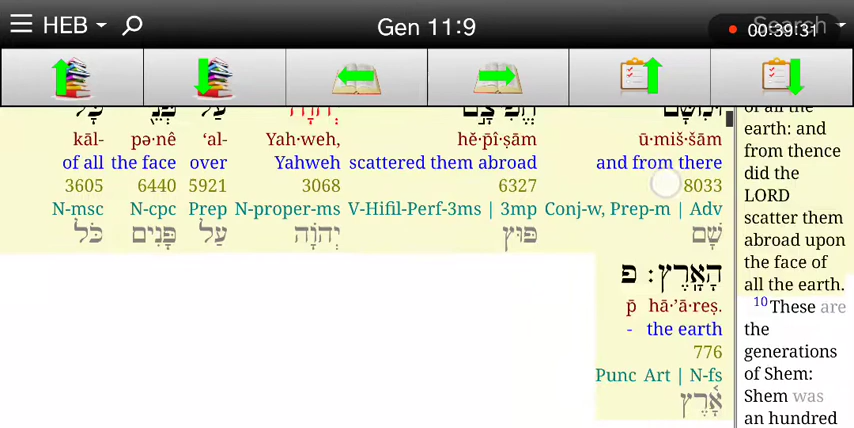 HEB
Gen 11:9
Search
00:39:31
kāl- pə·nê ‘al- Yah·weh, hĕ·p̄î·ṣām ū·miš·šām
of all the face over Yahweh scattered them abroad and from there
3605 6440 5921 3068 6327 8033
N-msc N-cpc Prep N-proper-ms V-Hifil-Perf-3ms | 3mp Conj-w, Prep-m | Adv
שָׁם פּוּץ יְהוָֹה עַל פָּנִים כֹּל
הָאָֽרֶץ׃ פ
p̄ hā·’ā·reṣ.
- the earth
776
Punc Art | N-fs
אֶ֫רֶץ
of all the
earth: and
from thence
did the
LORD
scatter them
abroad upon
the face of
all the earth.
10 These are
the
generations
of Shem:
Shem was
an hundred